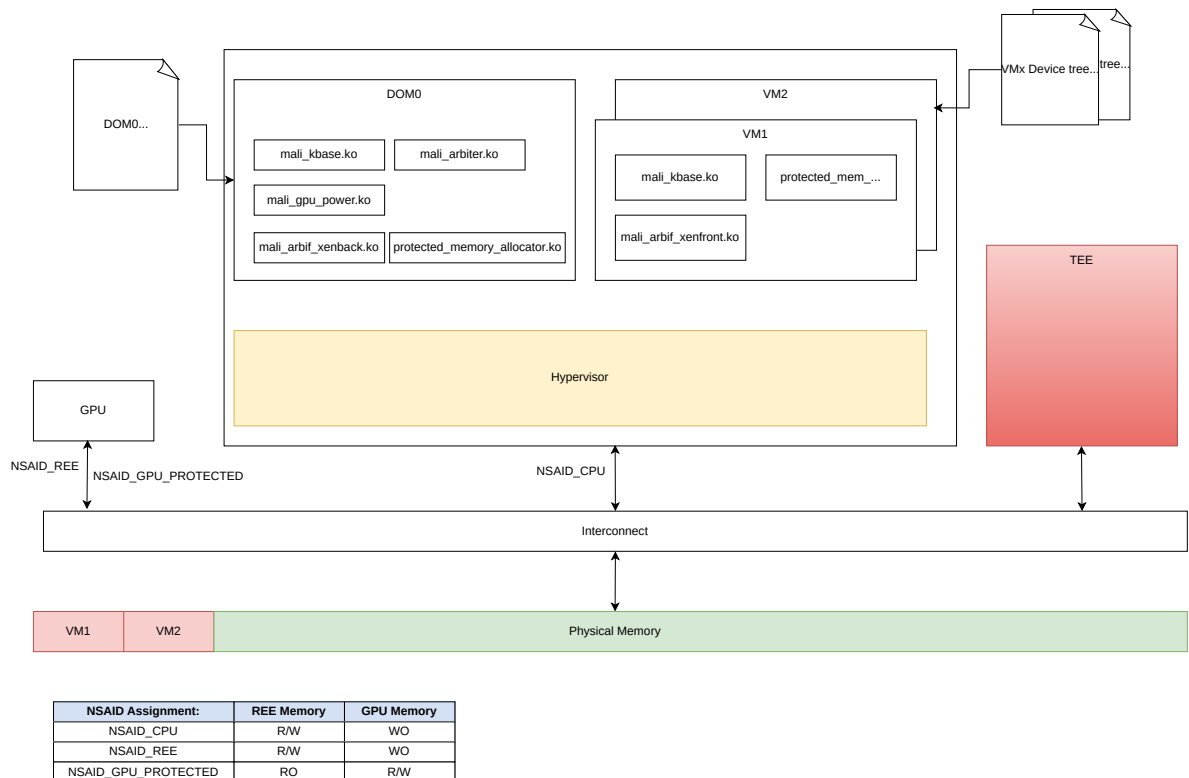 DOM0...
DOM0
mali_kbase.ko
mali_arbiter.ko
mali_gpu_power.ko
mali_arbif_xenback.ko
protected_memory_allocator.ko
VM2
VM1
mali_kbase.ko
protected_mem_...
mali_arbif_xenfront.ko
VMx Device tree...
tree...
TEE
Hypervisor
GPU
NSAID_REE
NSAID_GPU_PROTECTED
NSAID_CPU
Interconnect
VM1
VM2
Physical Memory
NSAID Assignment: REE Memory GPU Memory
NSAID_CPU R/W WO
NSAID_REE R/W WO
NSAID_GPU_PROTECTED RO R/W